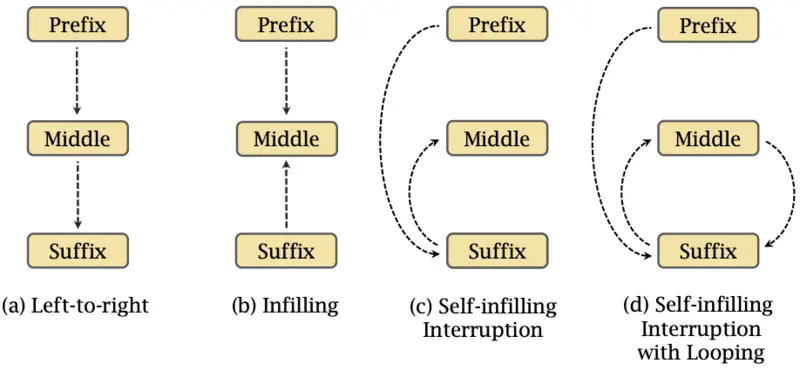 Prefix
Prefix
Prefix
Prefix
Middle
Middle
Middle
Middle
Suffix
Suffix
Suffix
Suffix
(a) Left-to-right
(b) Infilling
(c) Self-infilling
Interruption
(d) Self-infilling
Interruption
with Looping